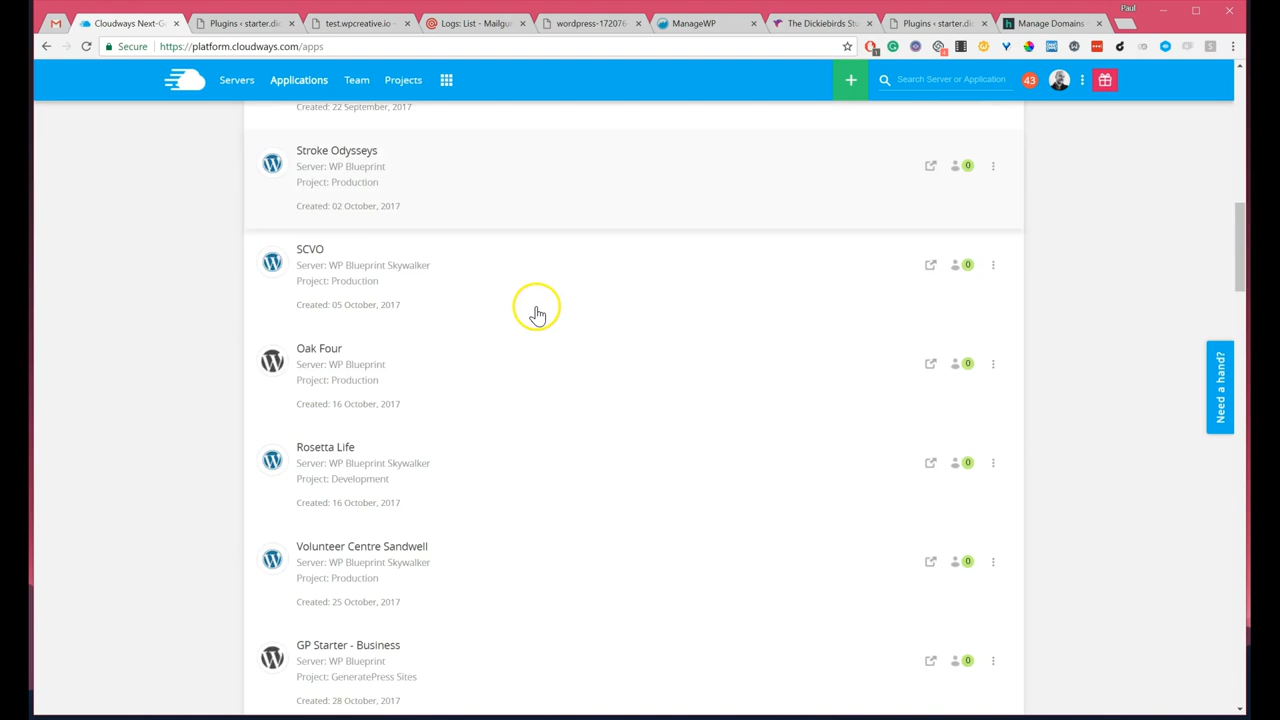 Paul
Cloudways Next-G
Plugins ‹ starter.di
test.wpcreative.io –
Logs: List - Mailgu
wordpress-172076
ManageWP
The Dickiebirds Stu
Plugins ‹ starter.di
Manage Domains
Secure
https://platform.cloudways.com/apps
Servers
Applications
Team
Projects
+
Search Server or Application
43
Created: 22 September, 2017
Stroke Odysseys
Server: WP Blueprint
Project: Production
0
Created: 02 October, 2017
SCVO
Server: WP Blueprint Skywalker
Project: Production
0
Created: 05 October, 2017
Oak Four
Server: WP Blueprint
Project: Production
0
Created: 16 October, 2017
Rosetta Life
Server: WP Blueprint Skywalker
Project: Development
0
Created: 16 October, 2017
Volunteer Centre Sandwell
Server: WP Blueprint Skywalker
Project: Production
0
Created: 25 October, 2017
GP Starter - Business
Server: WP Blueprint
Project: GeneratePress Sites
0
Created: 28 October, 2017
Need a hand?